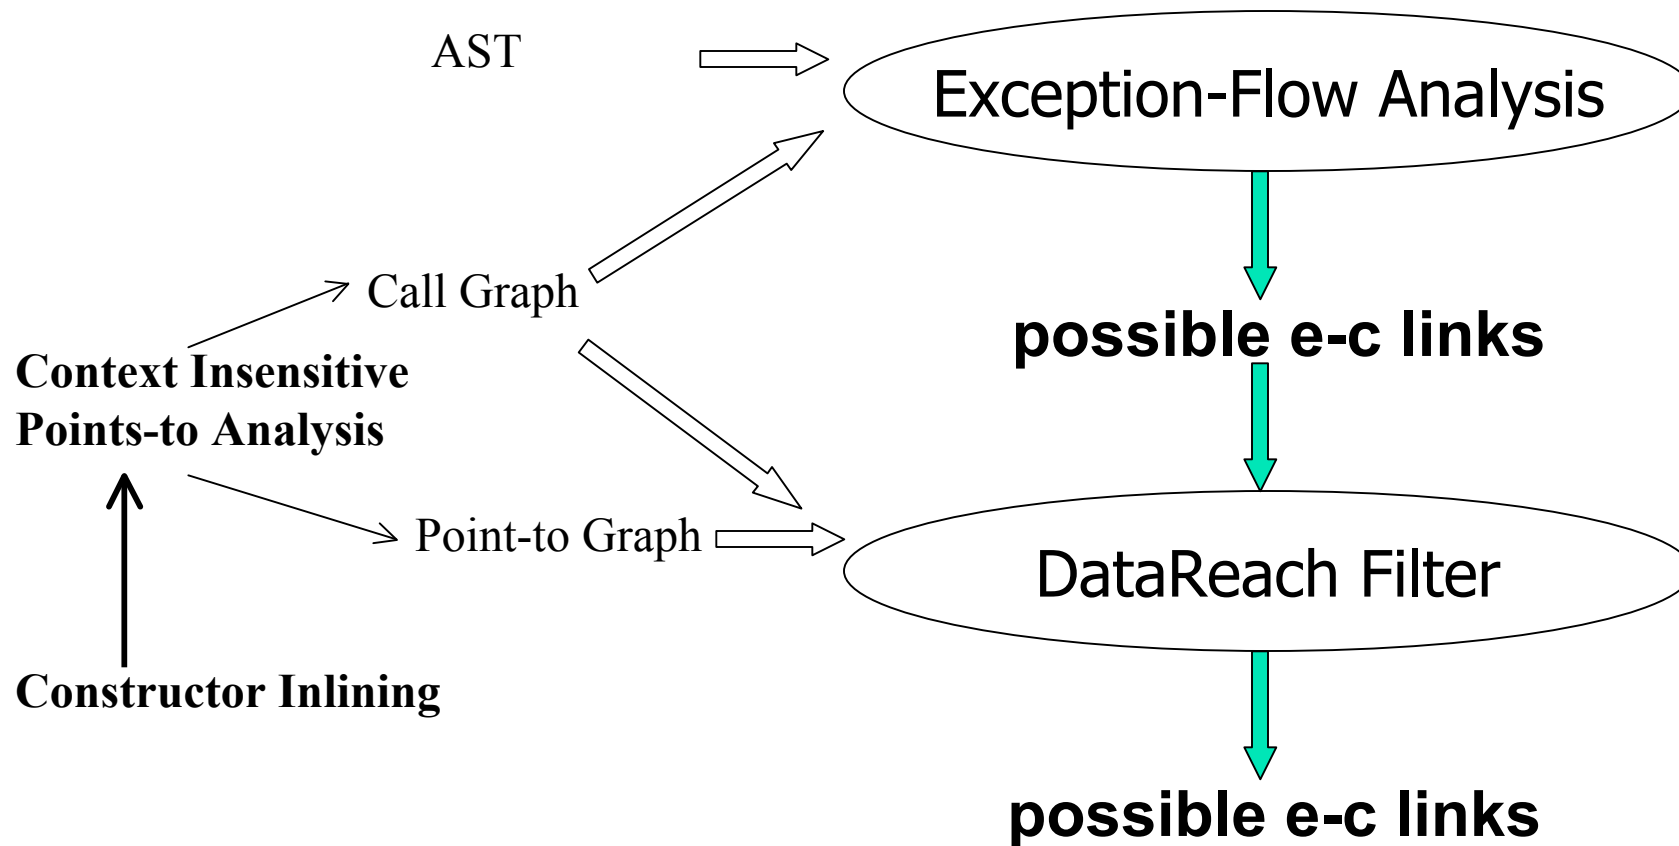 AST
Exception-Flow Analysis
Call Graph
possible e-c links
Context Insensitive
Points-to Analysis
Point-to Graph
DataReach Filter
Constructor Inlining
possible e-c links